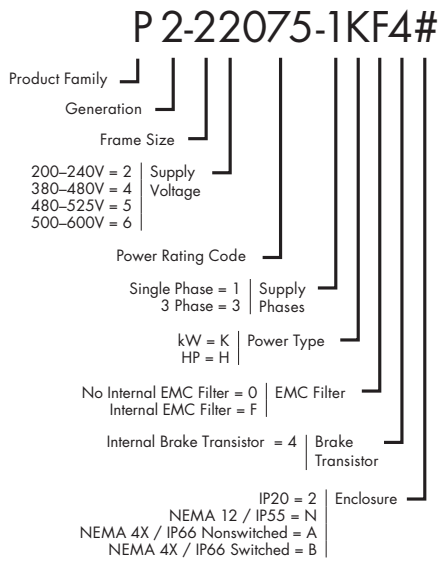 P 2-22075-1KF4#
Product Family
Generation
Frame Size
200–240V = 2
380–480V = 4
480–525V = 5
500–600V = 6
Supply
Voltage
Power Rating Code
Single Phase = 1
3 Phase = 3
Supply
Phases
kW = K
HP = H
Power Type
No Internal EMC Filter = 0
Internal EMC Filter = F
EMC Filter
Internal Brake Transistor = 4
Brake
Transistor
IP20 = 2
NEMA 12 / IP55 = N
NEMA 4X / IP66 Nonswitched = A
NEMA 4X / IP66 Switched = B
Enclosure